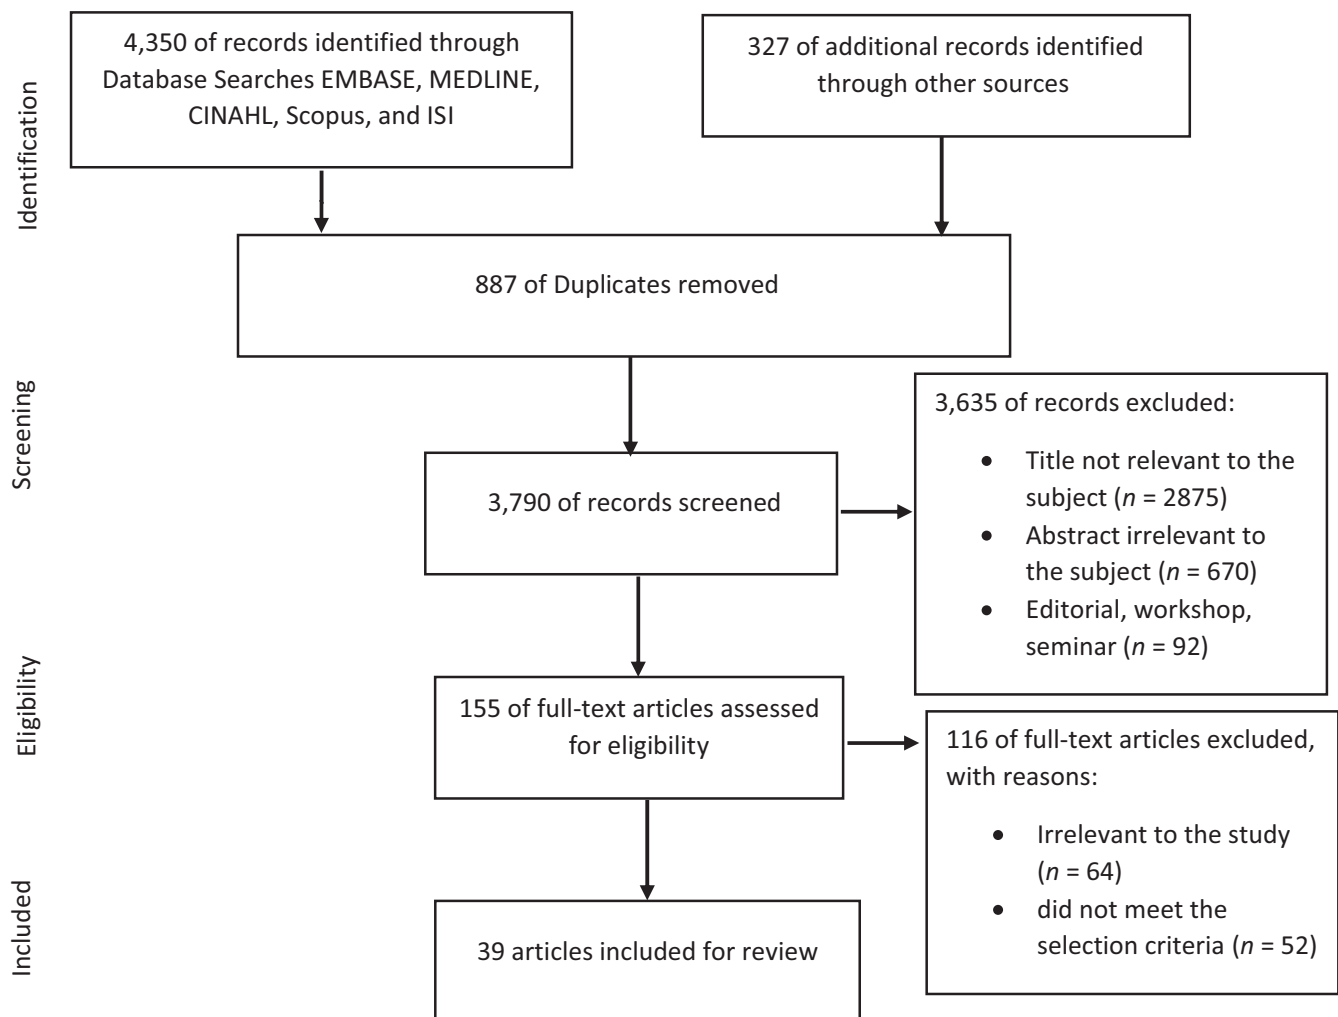 4,350 of records identified through
Database Searches EMBASE, MEDLINE,
CINAHL, Scopus, and ISI
327 of additional records identified
through other sources
Identification
887 of Duplicates removed
Screening
3,790 of records screened
3,635 of records excluded:
• Title not relevant to the
subject (n = 2875)
• Abstract irrelevant to
the subject (n = 670)
• Editorial, workshop,
seminar (n = 92)
Eligibility
155 of full-text articles assessed
for eligibility
116 of full-text articles excluded,
with reasons:
• Irrelevant to the study
(n = 64)
• did not meet the
selection criteria (n = 52)
Included
39 articles included for review